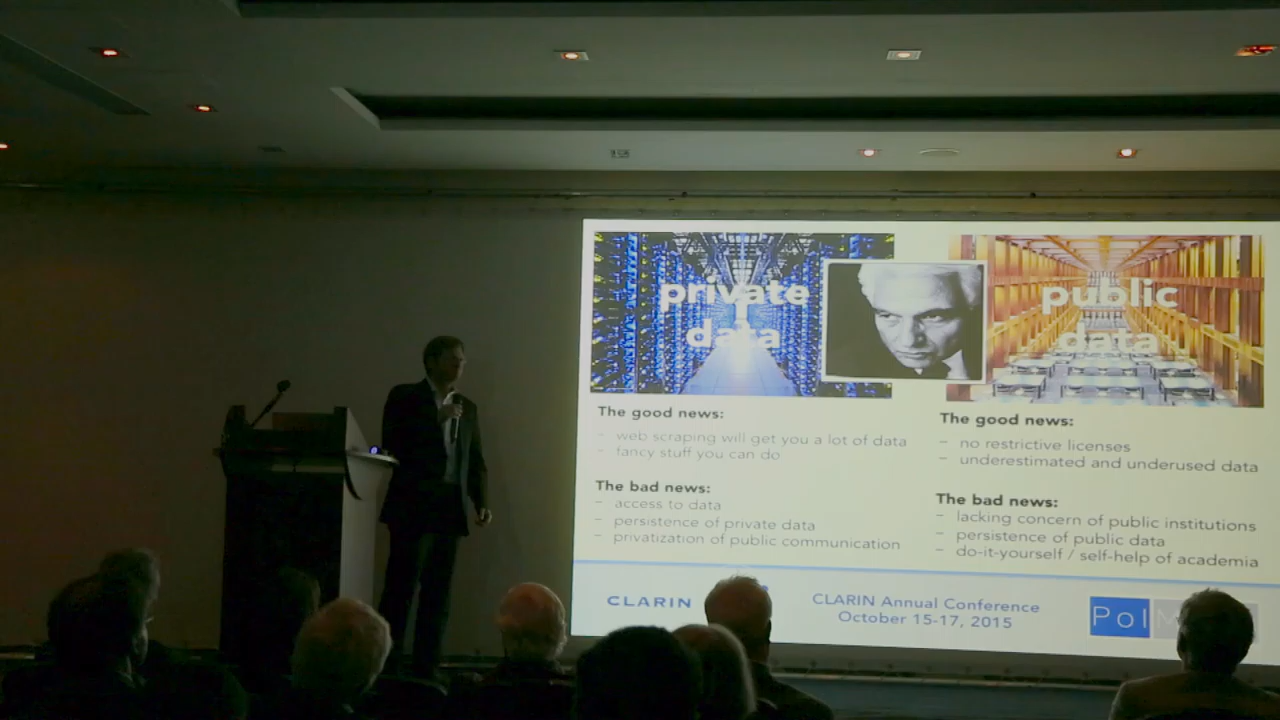 private
data
The good news:
- web scraping will get you a lot of data
- fancy stuff you can do
The bad news:
- access to data
- persistence of private data
- privatization of public communication
public
data
The good news:
- no restrictive licenses
- underestimated and underused data
The bad news:
- lacking concern of public institutions
- persistence of public data
- do-it-yourself / self-help of academia
CLARIN
CLARIN Annual Conference
October 15-17, 2015
Pol